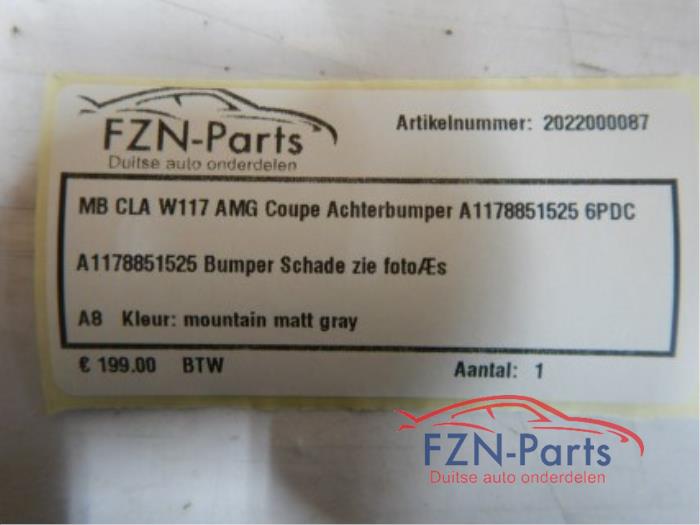 FZN-Parts
Duitse auto onderdelen
Artikelnummer: 2022000087
MB CLA W117 AMG Coupe Achterbumper A1178851525 6PDC
A1178851525 Bumper Schade zie fotoÆs
A8 Kleur: mountain matt gray
€ 199.00 BTW
Aantal: 1
FZN-Parts
Duitse auto onderdelen